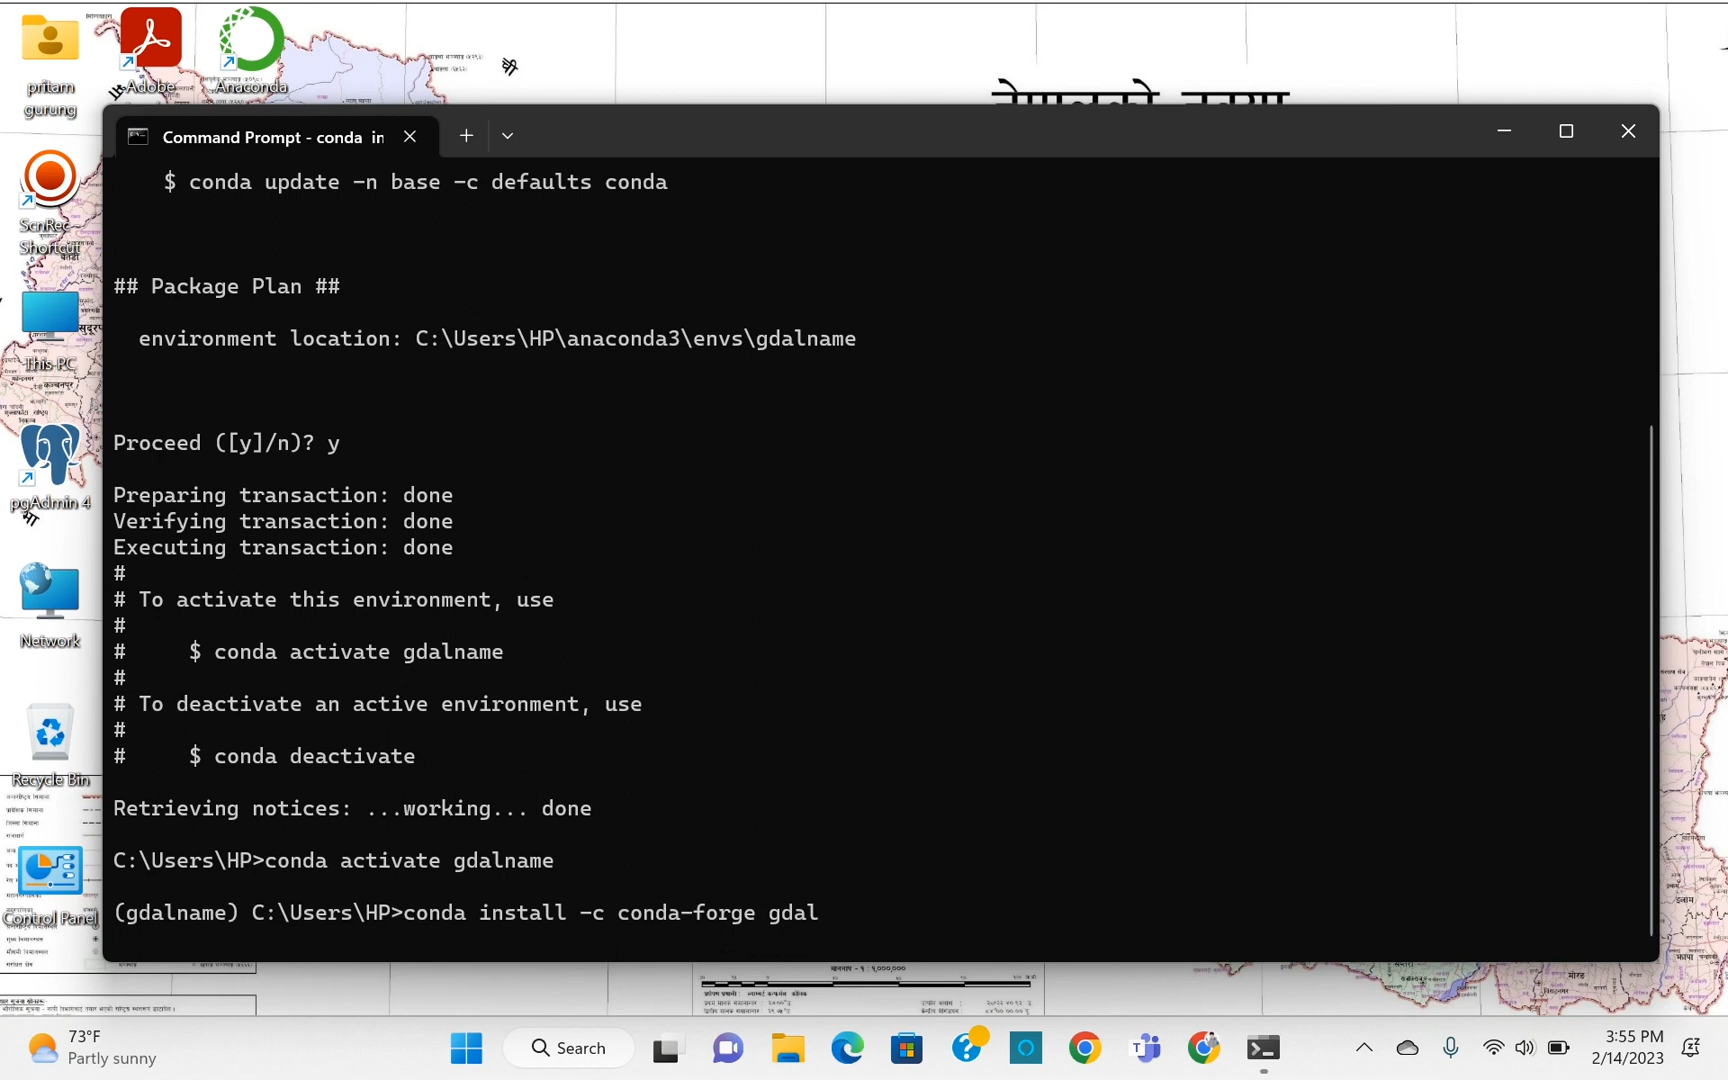 pritam
gurung
Adobe
Anaconda
ScnRec -
Shortcut
This PC
pgAdmin 4
Network
Recycle Bin
Control Panel
Command Prompt - conda in
$ conda update -n base -c defaults conda
## Package Plan ##
environment location: C:\Users\HP\anaconda3\envs\gdalname
Proceed ([y]/n)? y
Preparing transaction: done
Verifying transaction: done
Executing transaction: done
#
# To activate this environment, use
#
# $ conda activate gdalname
#
# To deactivate an active environment, use
#
# $ conda deactivate
Retrieving notices: ...working... done
C:\Users\HP>conda activate gdalname
(gdalname) C:\Users\HP>conda install -c conda-forge gdal
73°F
Partly sunny
Search
3:55 PM
2/14/2023